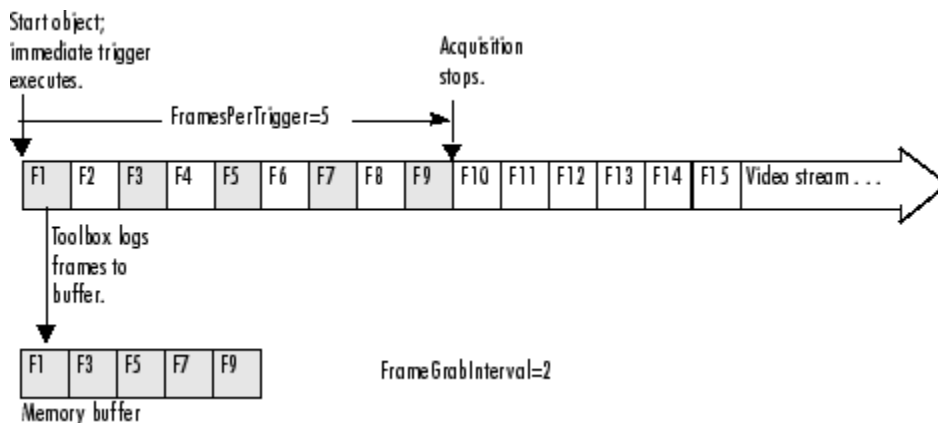 Start object;
immediate trigger
executes.
Acquisition
stops.
FramesPerTrigger=5
F1 F2 F3 F4 F5 F6 F7 F8 F9 F10 F11 F12 F13 F14 F15 Video stream . . .
Toolbox logs
frames to
buffer.
F1 F3 F5 F7 F9
FrameGrabInterval=2
Memory buffer